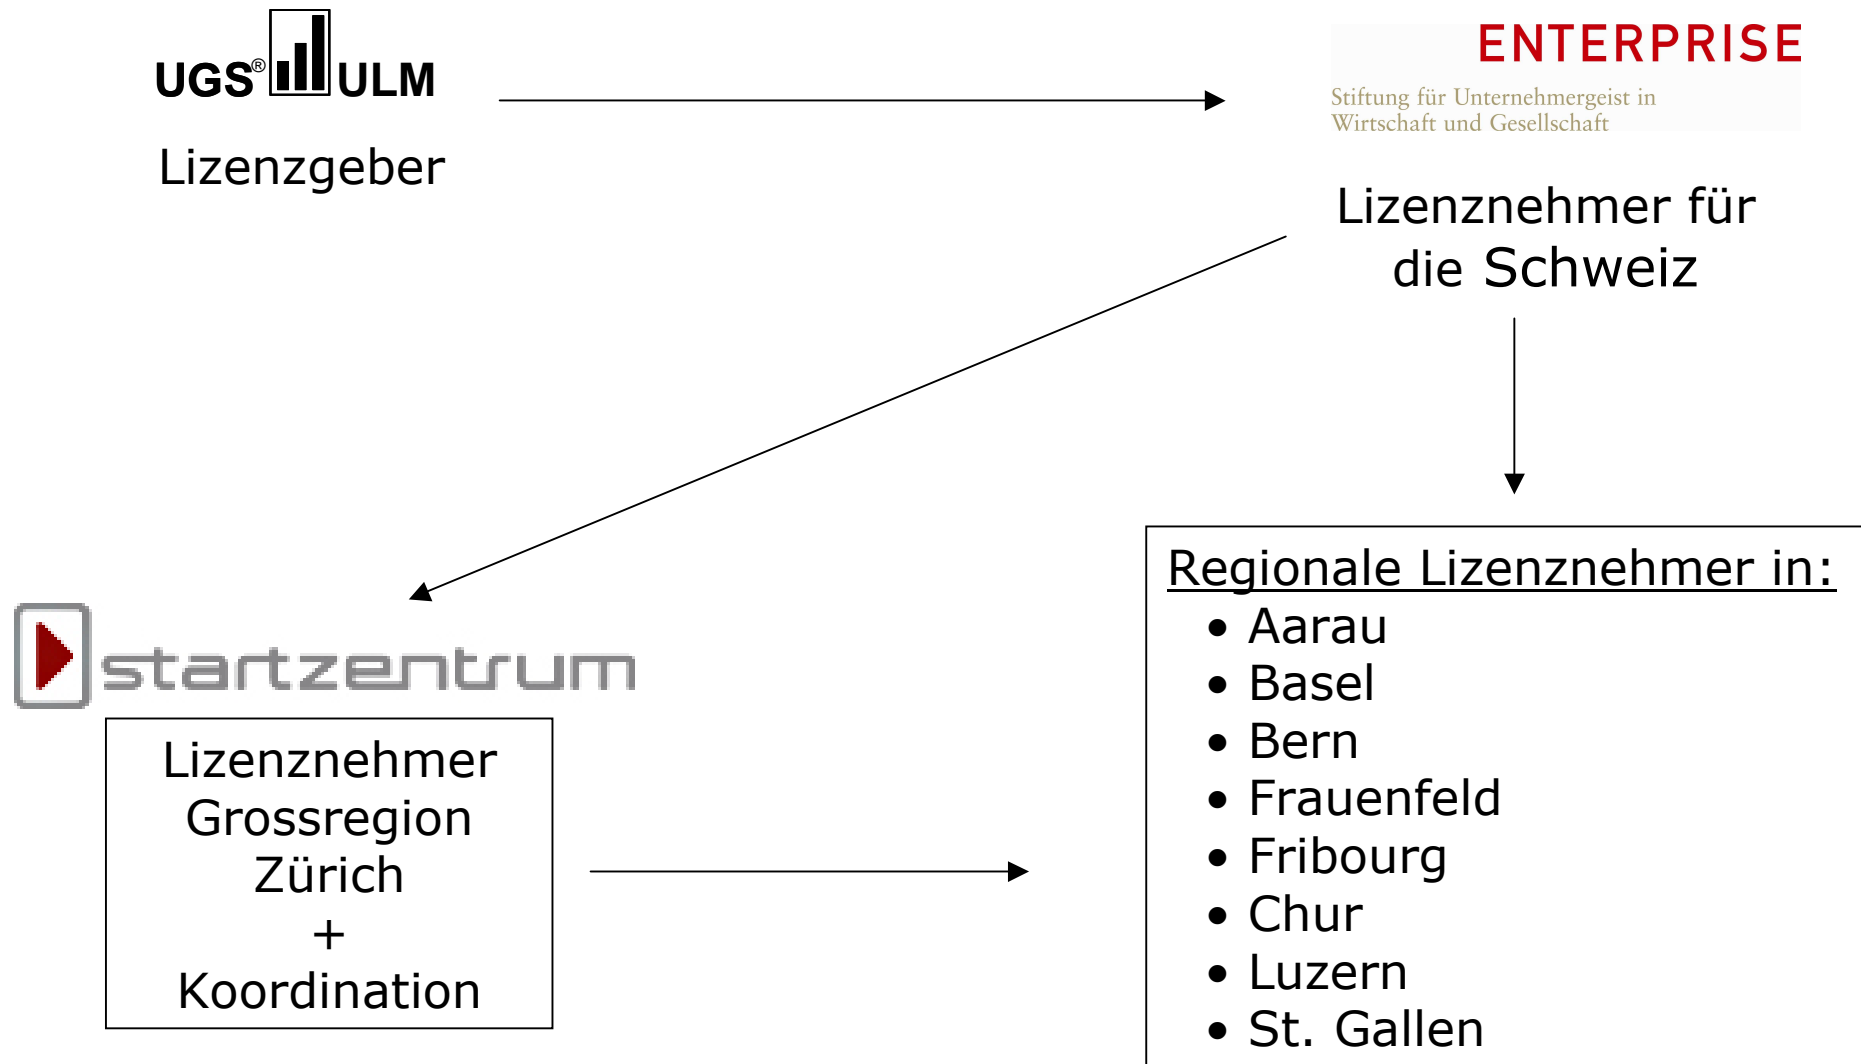 UGS® ULM
Lizenzgeber
ENTERPRISE
Stiftung für Unternehmergeist in
Wirtschaft und Gesellschaft
Lizenznehmer für
die Schweiz
startzentrum
Lizenznehmer
Grossregion
Zürich
+
Koordination
Regionale Lizenznehmer in:
• Aarau
• Basel
• Bern
• Frauenfeld
• Fribourg
• Chur
• Luzern
• St. Gallen